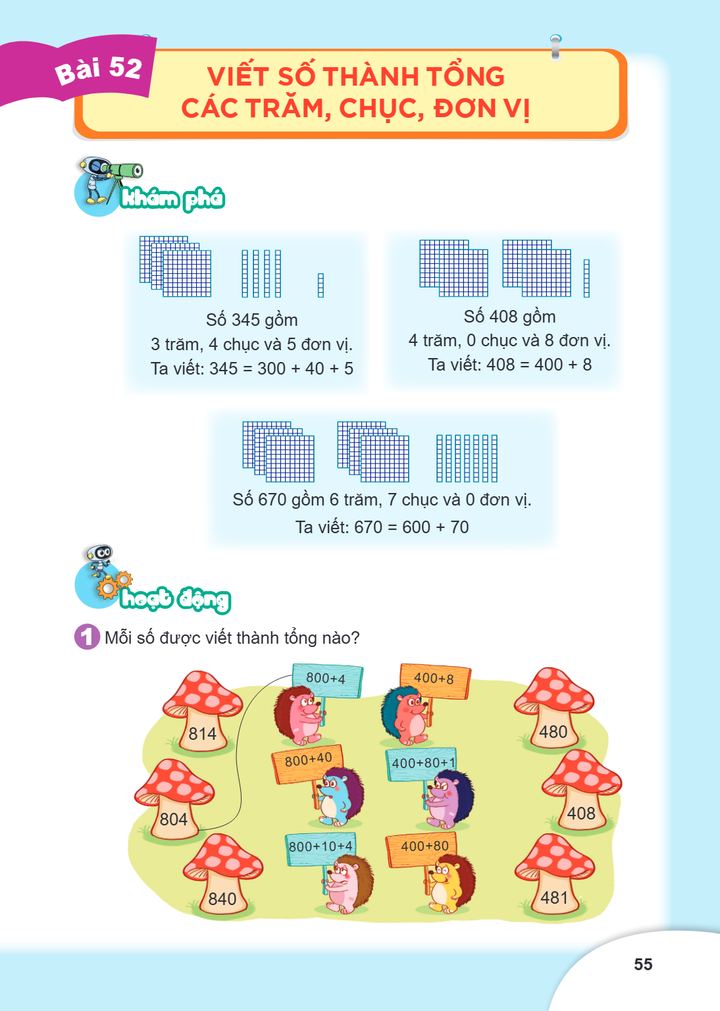 Bài 52
VIẾT SỐ THÀNH TỔNG
CÁC TRĂM, CHỤC, ĐƠN VỊ
khám phá
Số 345 gồm
3 trăm, 4 chục và 5 đơn vị.
Ta viết: 345 = 300 + 40 + 5
Số 408 gồm
4 trăm, 0 chục và 8 đơn vị.
Ta viết: 408 = 400 + 8
Số 670 gồm 6 trăm, 7 chục và 0 đơn vị.
Ta viết: 670 = 600 + 70
hoạt động
1 Mỗi số được viết thành tổng nào?
800+4
400+8
814
480
800+40
400+80+1
804
408
800+10+4
400+80
840
481
55